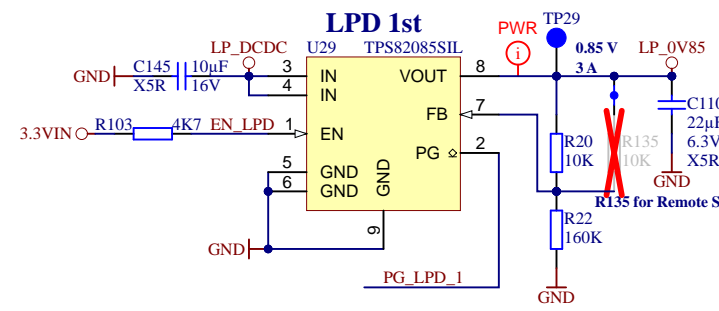 LPD 1st
PWR
TP29
LP_DCDC
U29
TPS82085SIL
0.85 V
3 A
LP_0V85
C145
10µF
GND
X5R
16V
3
IN
4
IN
VOUT
8
FB
7
PG
2
3.3VIN
R103
4K7
EN_LPD
1
EN
5
GND
6
GND
GND
9
GND
R20
10K
R135
10K
C110
22µF
6.3V
X5R
GND
R135 for Remote S
R22
160K
PG_LPD_1
GND